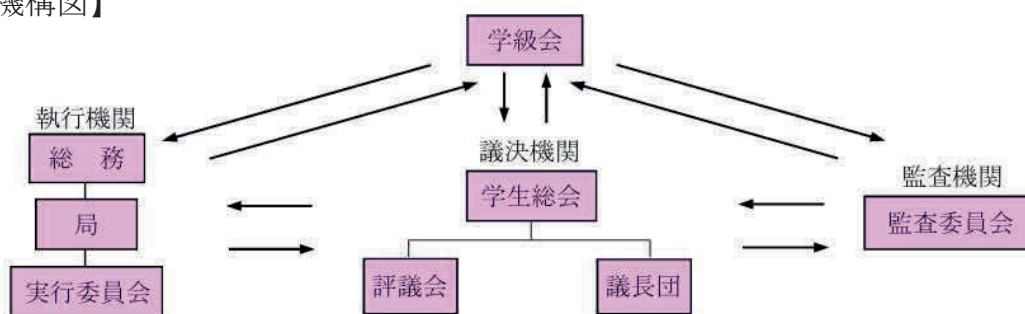 機構図】
学級会
執行機関
総 務
局
実行委員会
議決機関
学生総会
評議会
議長団
監査機関
監査委員会